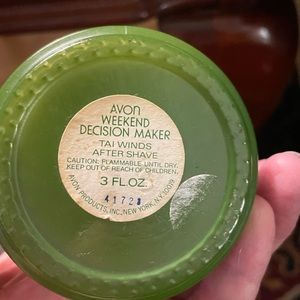 AVON
WEEKEND
DECISION MAKER
TAI WINDS
AFTER SHAVE
CAUTION: FLAMMABLE UNTIL DRY.
KEEP OUT OF REACH OF CHILDREN.
3 FL.OZ.
AVON PRODUCTS, INC., NEW YORK, N.Y. 10019